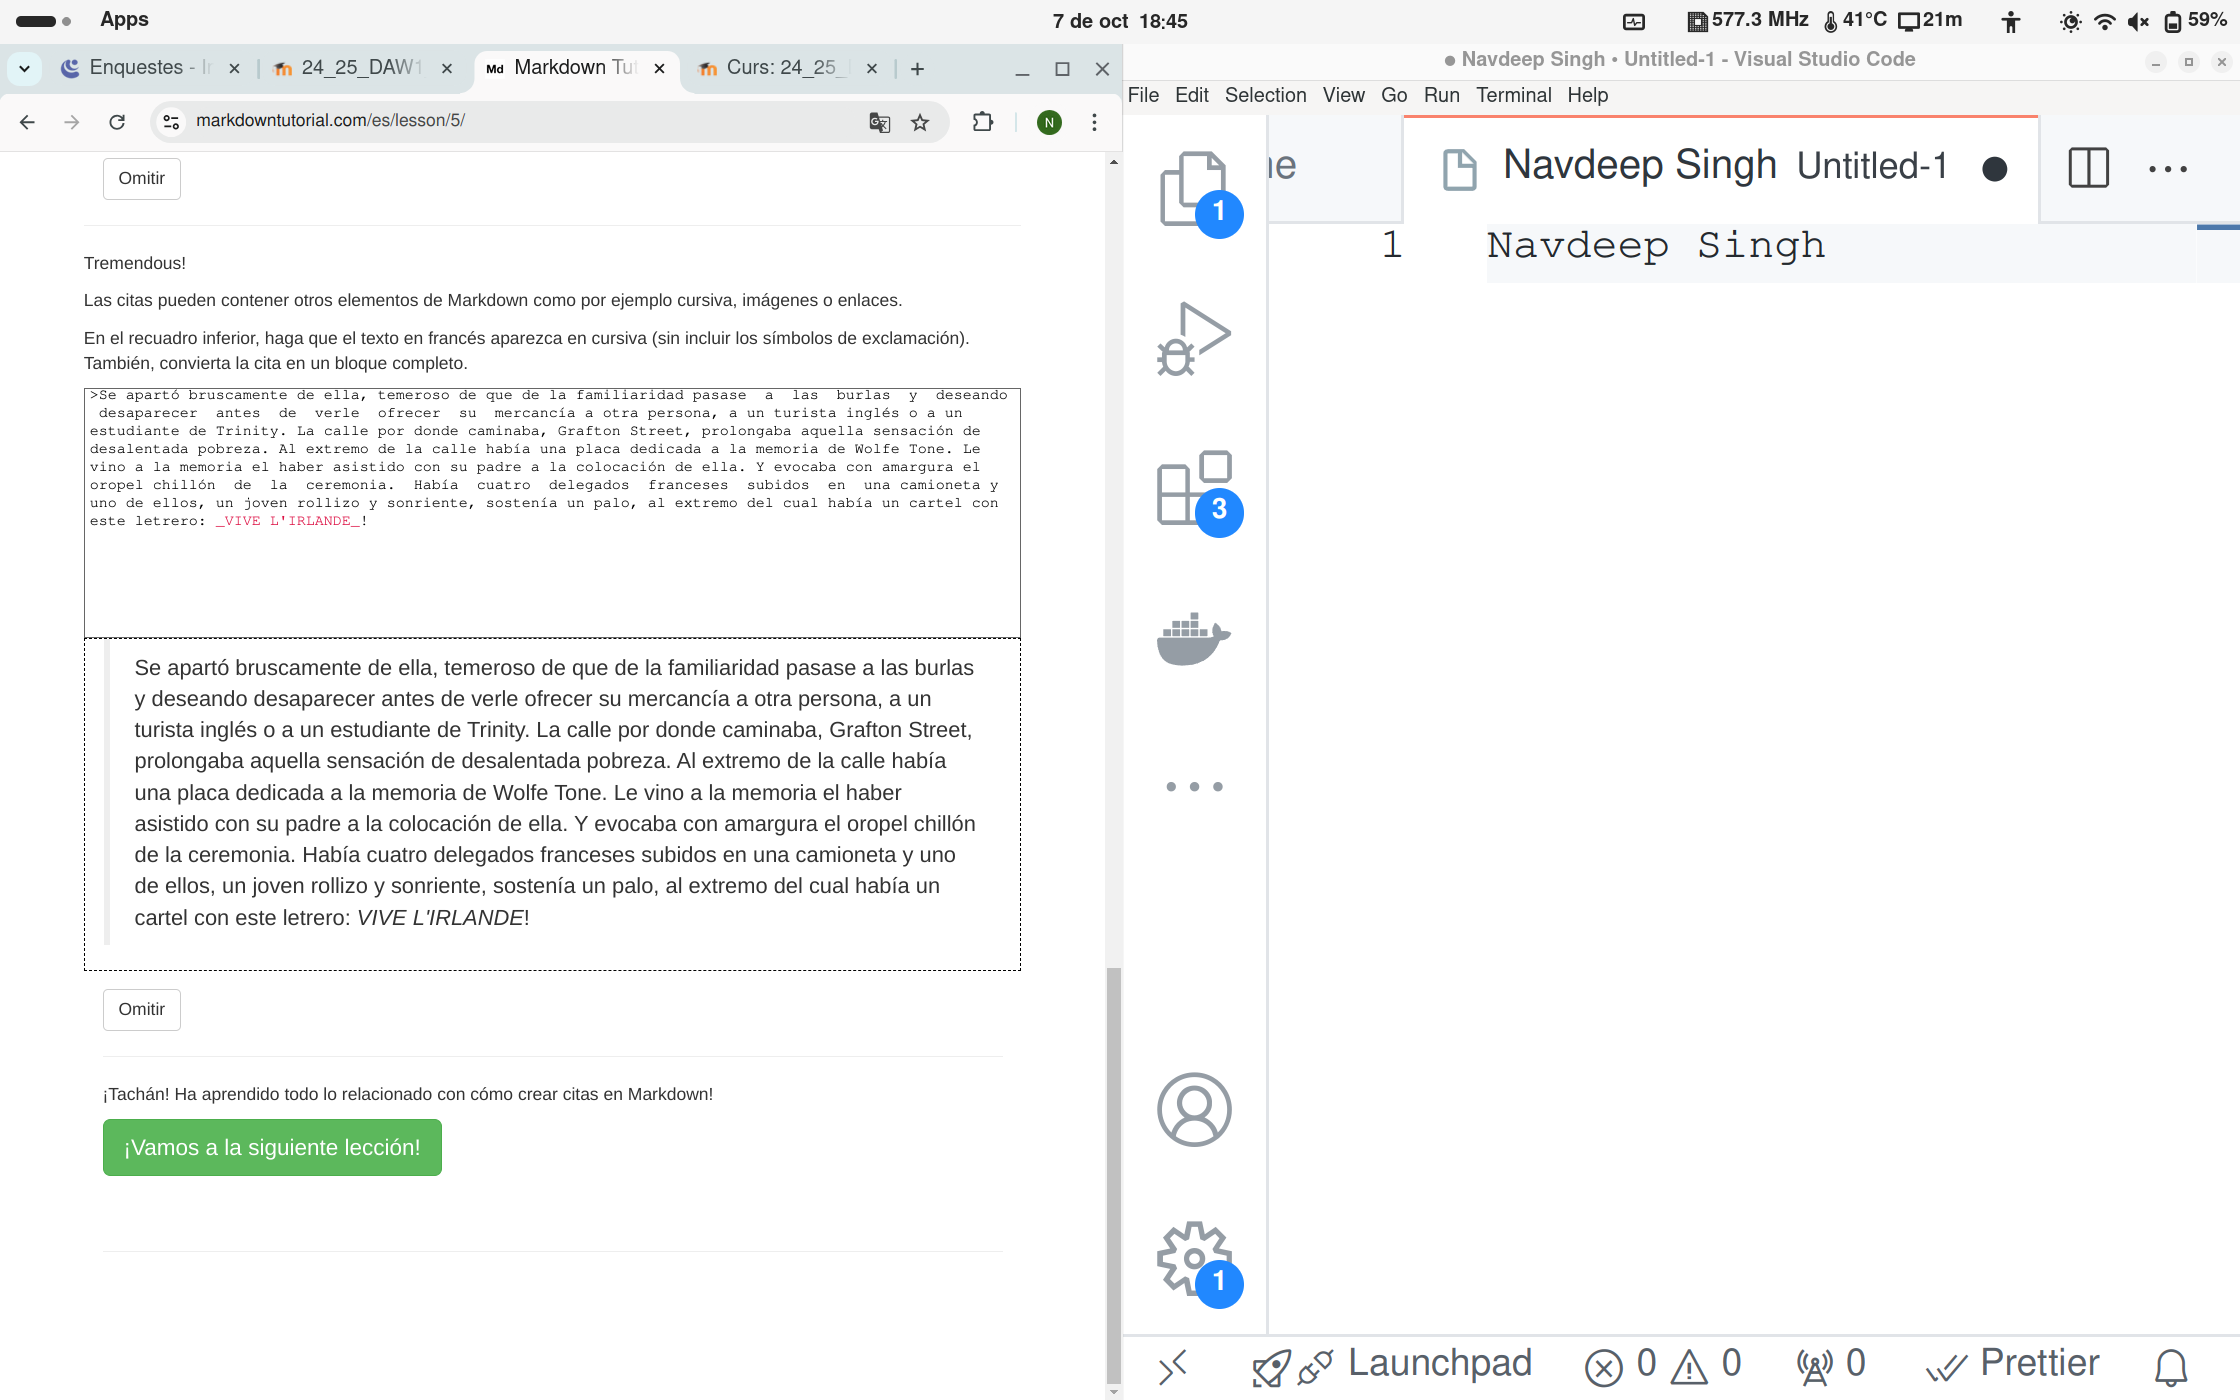 Apps
7 de oct 18:45
577.3 MHz 41°C 21m
59%
Enquestes -
24_25_DAW1
Md Markdown Tut
Curs: 24_25_
markdowntutorial.com/es/lesson/5/
N
Omitir
Tremendous!
Las citas pueden contener otros elementos de Markdown como por ejemplo cursiva, imágenes o enlaces.
En el recuadro inferior, haga que el texto en francés aparezca en cursiva (sin incluir los símbolos de exclamación).
También, convierta la cita en un bloque completo.
>Se apartó bruscamente de ella, temeroso de que de la familiaridad pasase a las burlas y deseando
desaparecer antes de verle ofrecer su mercancía a otra persona, a un turista inglés o a un
estudiante de Trinity. La calle por donde caminaba, Grafton Street, prolongaba aquella sensación de
desalentada pobreza. Al extremo de la calle había una placa dedicada a la memoria de Wolfe Tone. Le
vino a la memoria el haber asistido con su padre a la colocación de ella. Y evocaba con amargura el
oropel chillón de la ceremonia. Había cuatro delegados franceses subidos en una camioneta y
uno de ellos, un joven rollizo y sonriente, sostenía un palo, al extremo del cual había un cartel con
este letrero: _VIVE L'IRLANDE_!
Se apartó bruscamente de ella, temeroso de que de la familiaridad pasase a las burlas
y deseando desaparecer antes de verle ofrecer su mercancía a otra persona, a un
turista inglés o a un estudiante de Trinity. La calle por donde caminaba, Grafton Street,
prolongaba aquella sensación de desalentada pobreza. Al extremo de la calle había
una placa dedicada a la memoria de Wolfe Tone. Le vino a la memoria el haber
asistido con su padre a la colocación de ella. Y evocaba con amargura el oropel chillón
de la ceremonia. Había cuatro delegados franceses subidos en una camioneta y uno
de ellos, un joven rollizo y sonriente, sostenía un palo, al extremo del cual había un
cartel con este letrero: VIVE L'IRLANDE!
Omitir
¡Tachán! Ha aprendido todo lo relacionado con cómo crear citas en Markdown!
¡Vamos a la siguiente lección!
● Navdeep Singh • Untitled-1 - Visual Studio Code
File Edit Selection View Go Run Terminal Help
Navdeep Singh Untitled-1
1 Navdeep Singh
1
3
1
Launchpad 0 0 0 Prettier